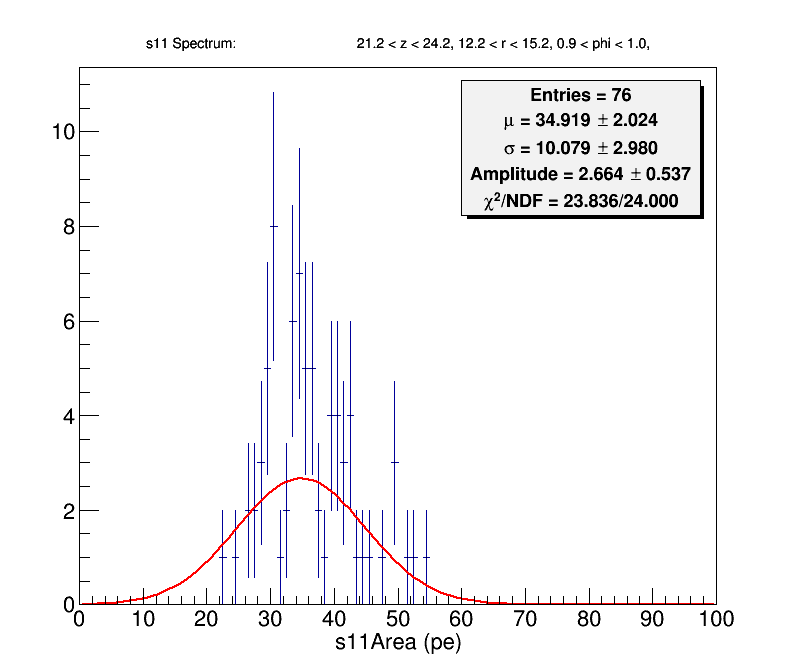 s11 Spectrum: 21.2 < z < 24.2, 12.2 < r < 15.2, 0.9 < phi < 1.0,
Entries = 76
μ = 34.919 ± 2.024
σ = 10.079 ± 2.980
Amplitude = 2.664 ± 0.537
χ²/NDF = 23.836/24.000
10
8
6
4
2
0
0 10 20 30 40 50 60 70 80 90 100
s11Area (pe)